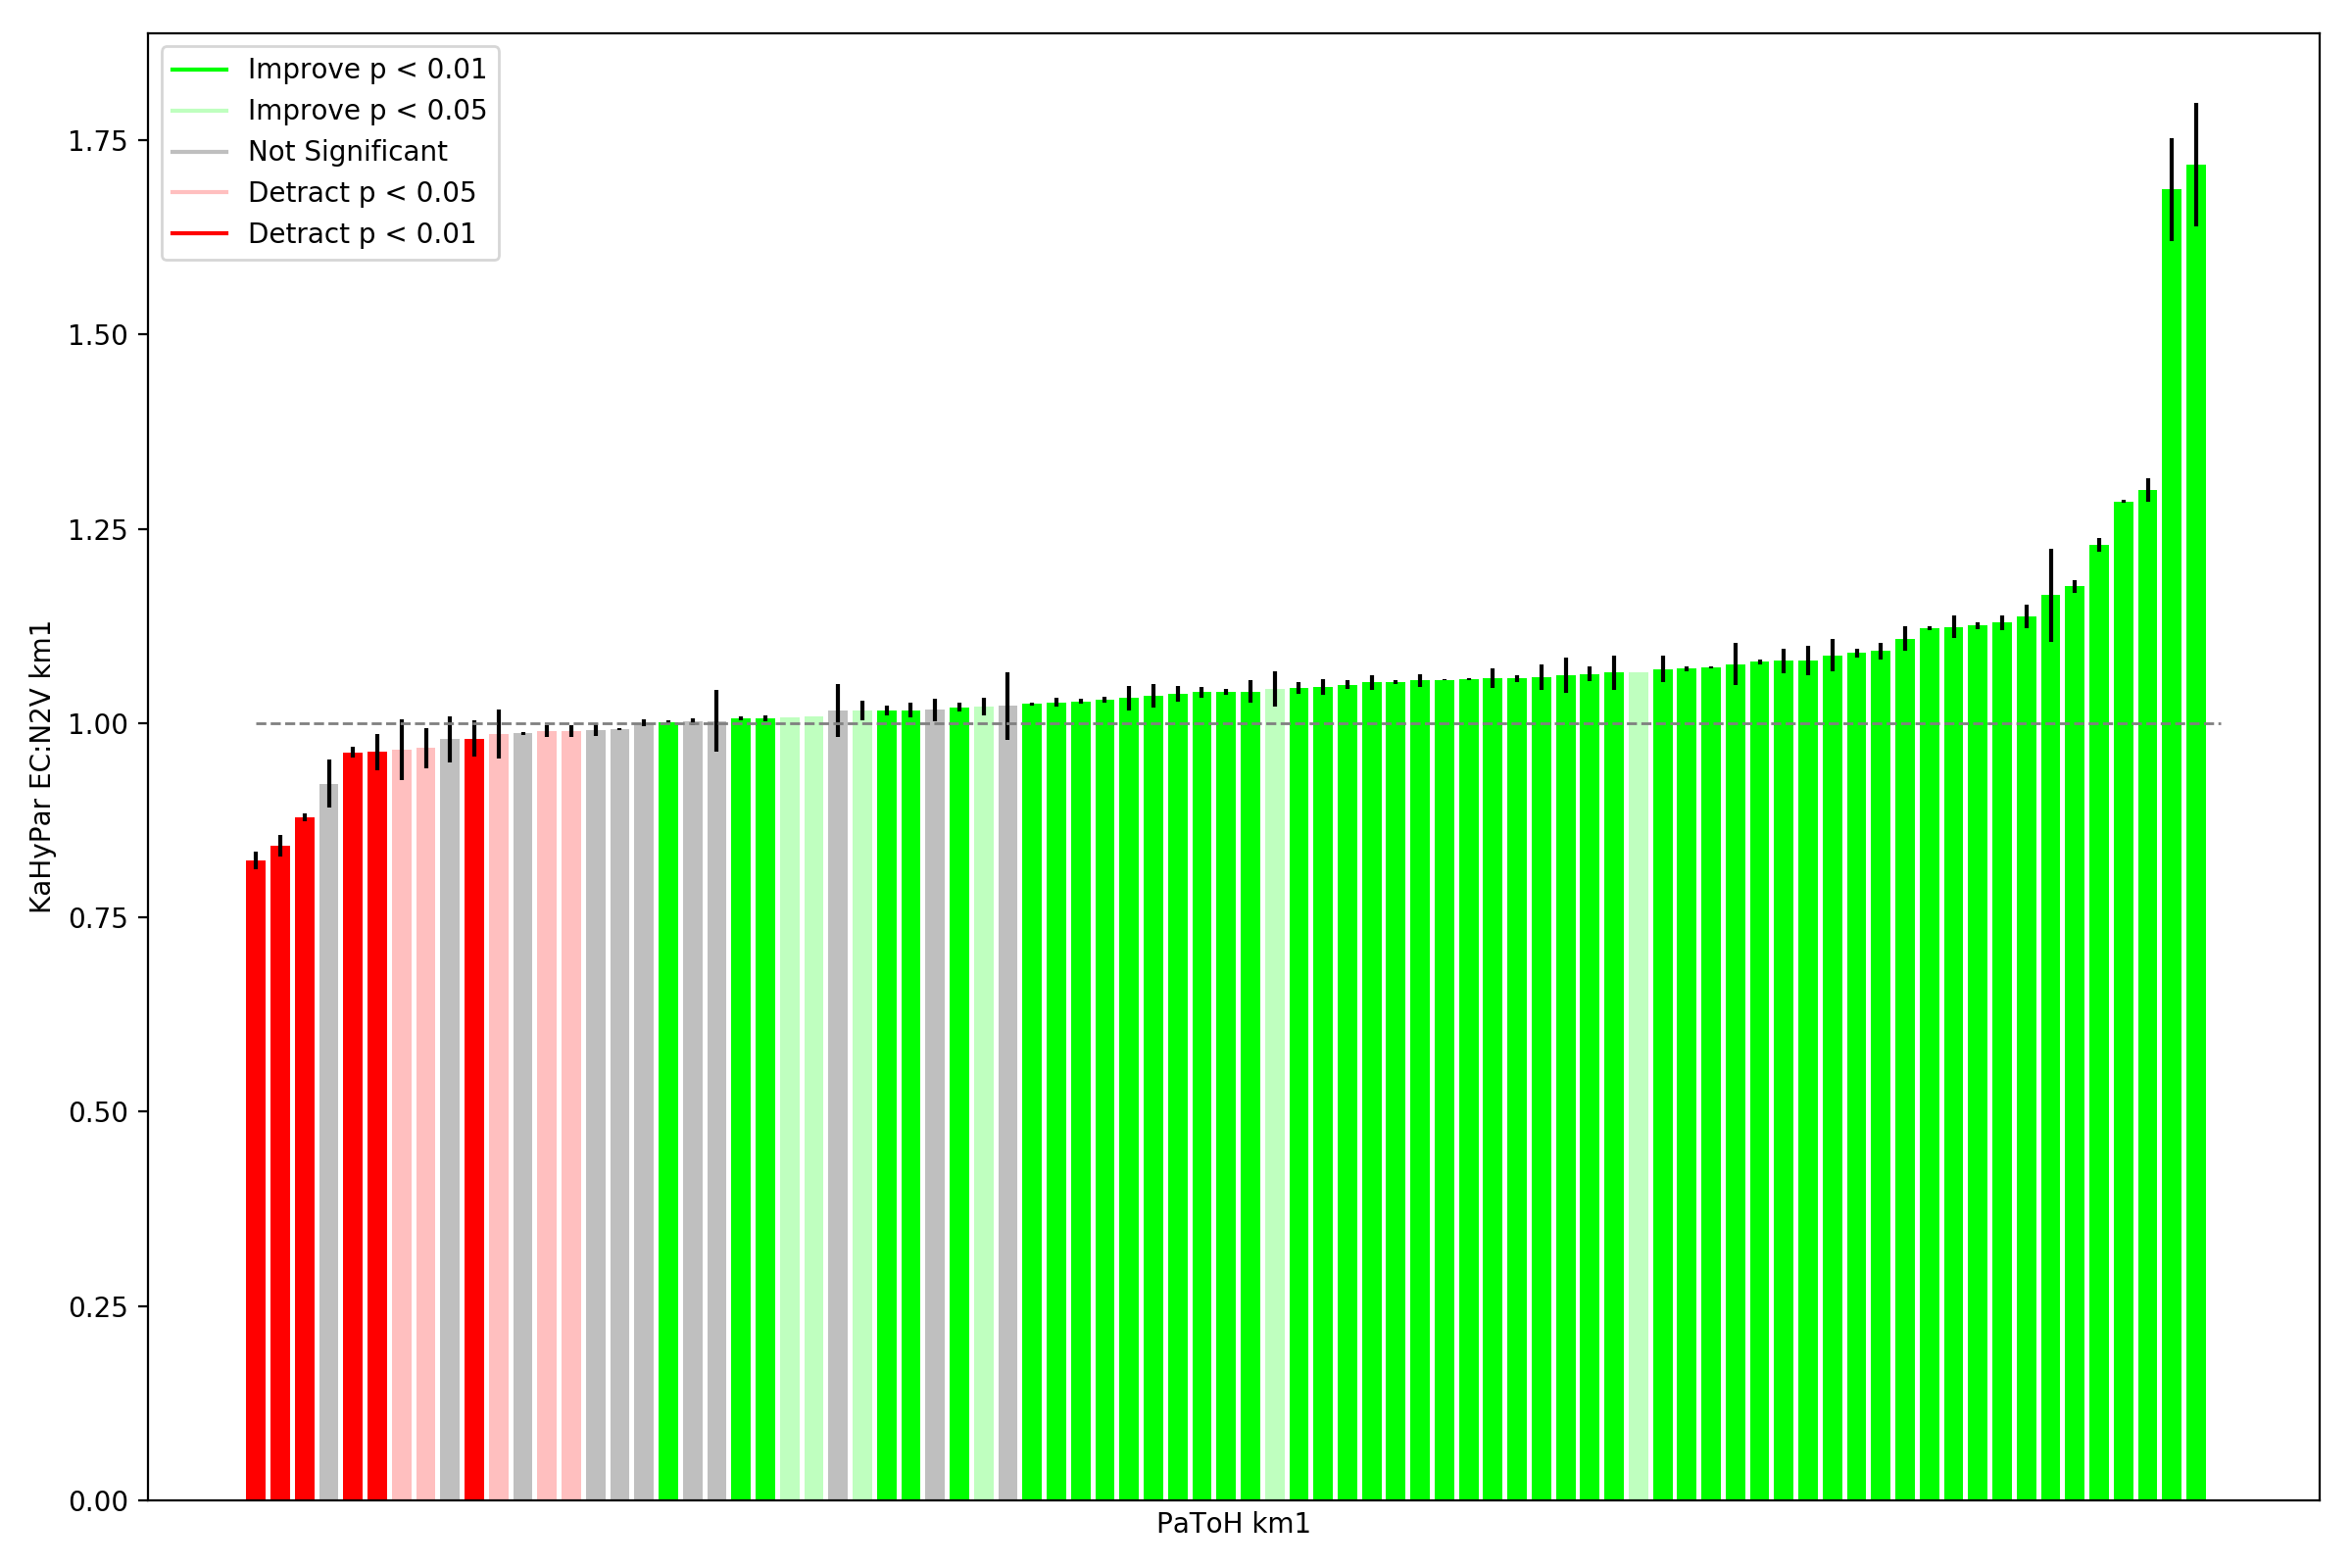 Improve p < 0.01
Improve p < 0.05
Not Significant
Detract p < 0.05
Detract p < 0.01
1.75
1.50
1.25
1.00
0.75
0.50
0.25
0.00
KaHyPar EC:N2V km1
PaToH km1